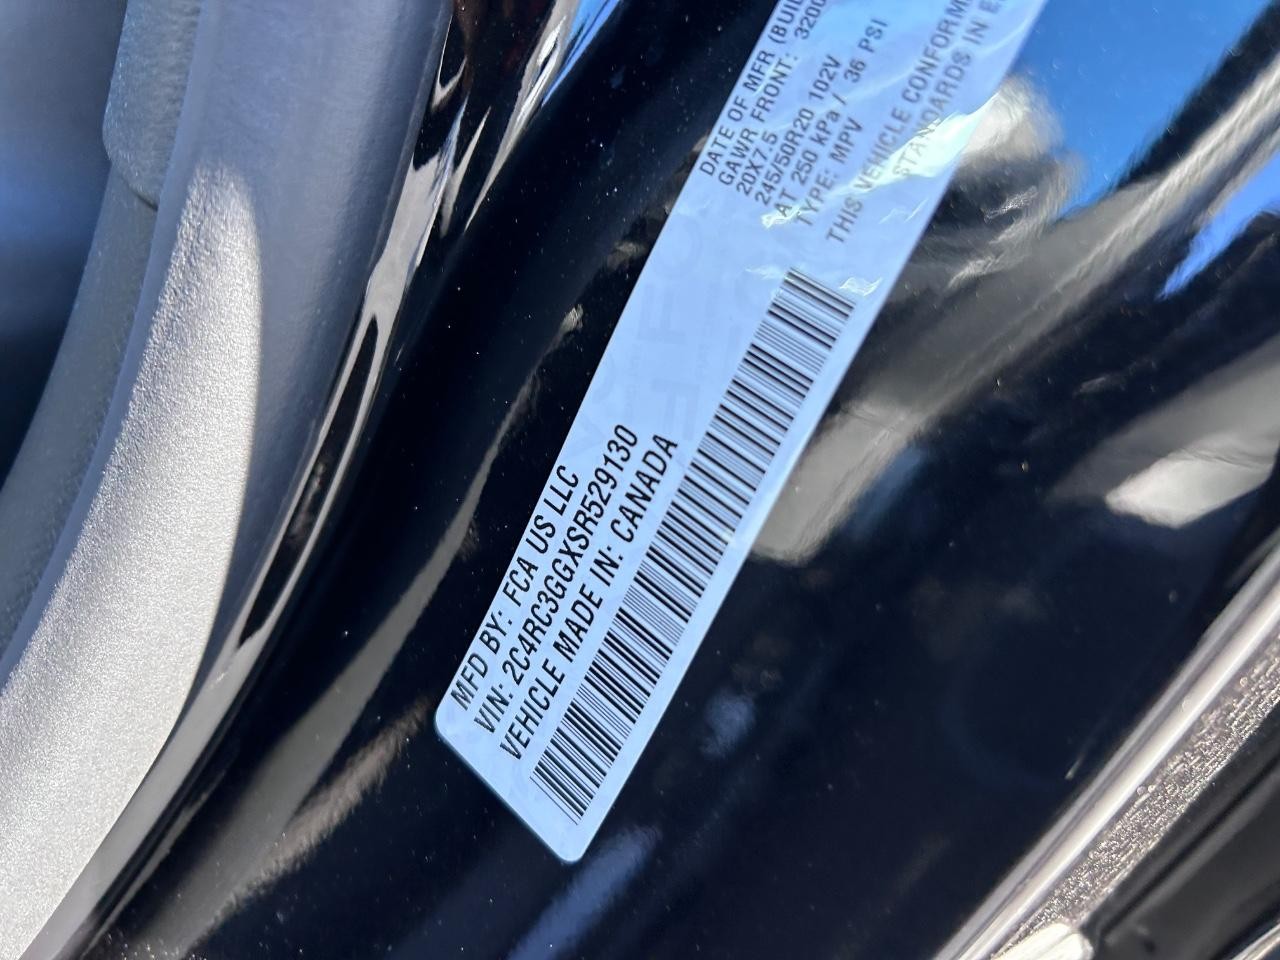 MFD BY: FCA US LLC
VIN: 2C4RC3GGXSR529130
VEHICLE MADE IN: CANADA
DATE OF MFR
GAWR FRONT:
20X7.5
245/50R20 102V
AT 250 kPa / 36 PSI
TYPE: MPV
THIS VEHICLE
STANDARDS IN